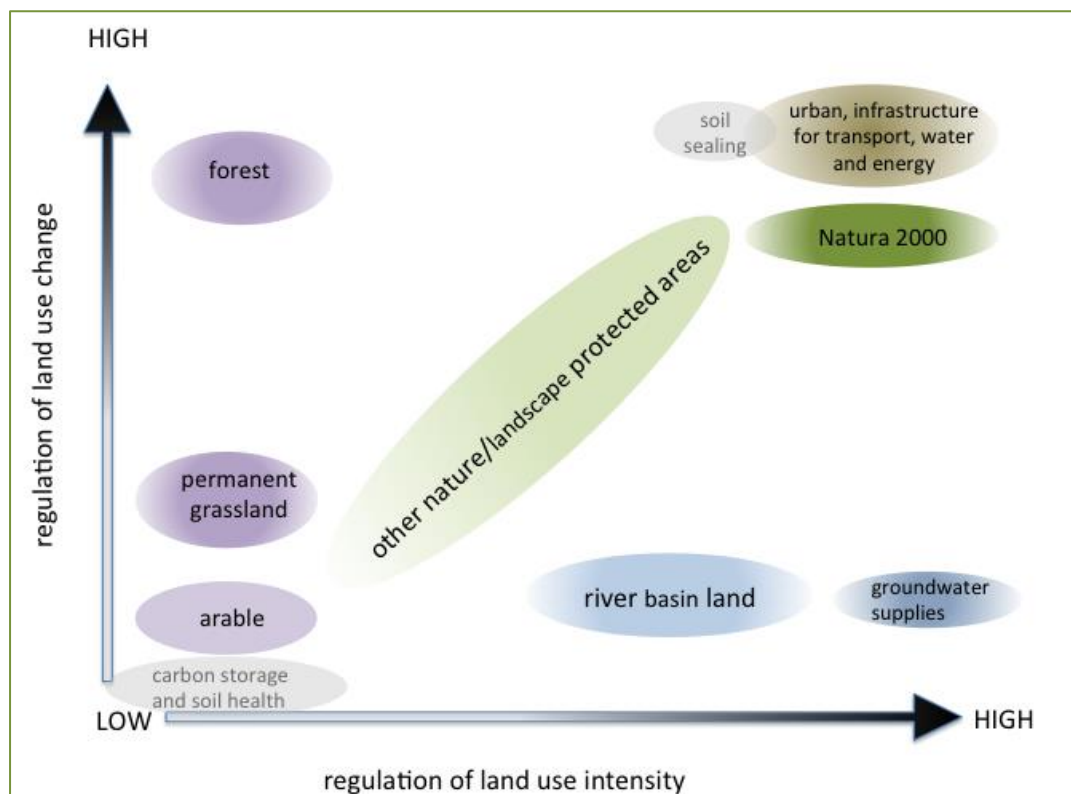 HIGH
urban, infrastructure
for transport, water
and energy
soil
sealing
forest
Natura 2000
other nature/landscape protected areas
regulation of land use change
permanent
grassland
river basin land
groundwater
supplies
arable
carbon storage
and soil health
LOW
HIGH
regulation of land use intensity